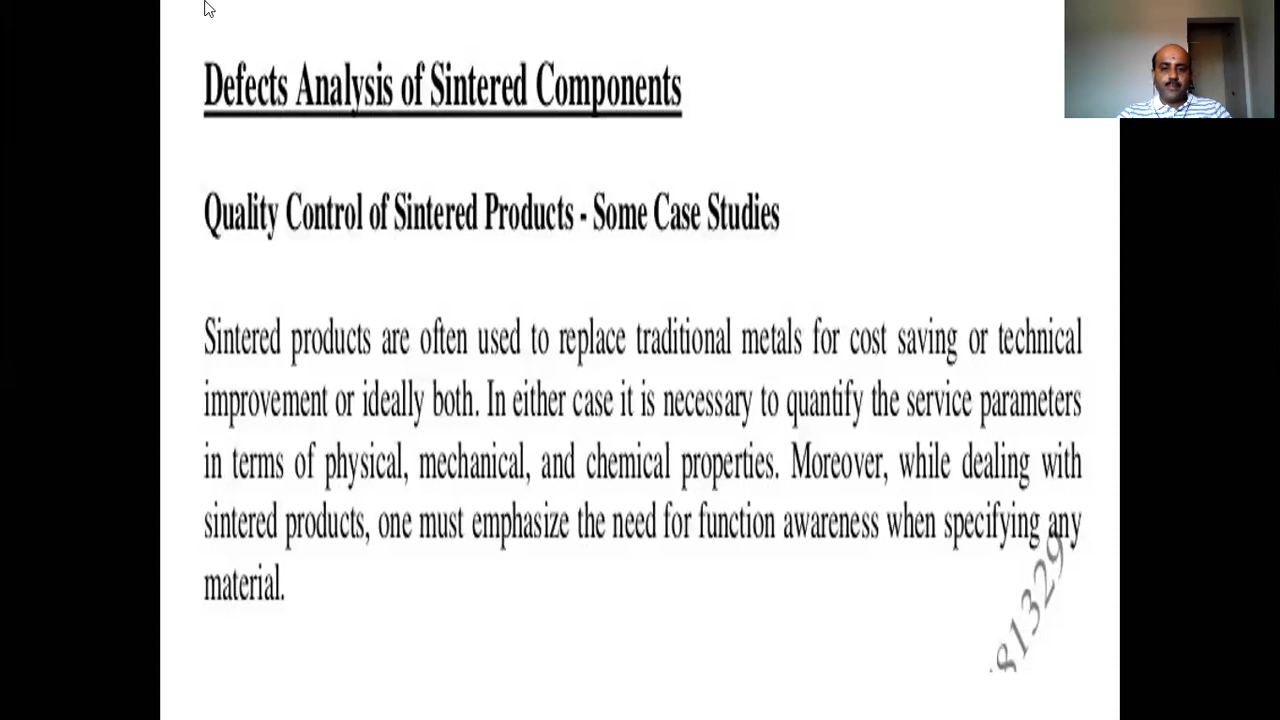 Defects Analysis of Sintered Components
Quality Control of Sintered Products - Some Case Studies
Sintered products are often used to replace traditional metals for cost saving or technical
improvement or ideally both. In either case it is necessary to quantify the service parameters
in terms of physical, mechanical, and chemical properties. Moreover, while dealing with
sintered products, one must emphasize the need for function awareness when specifying any
material.
81329